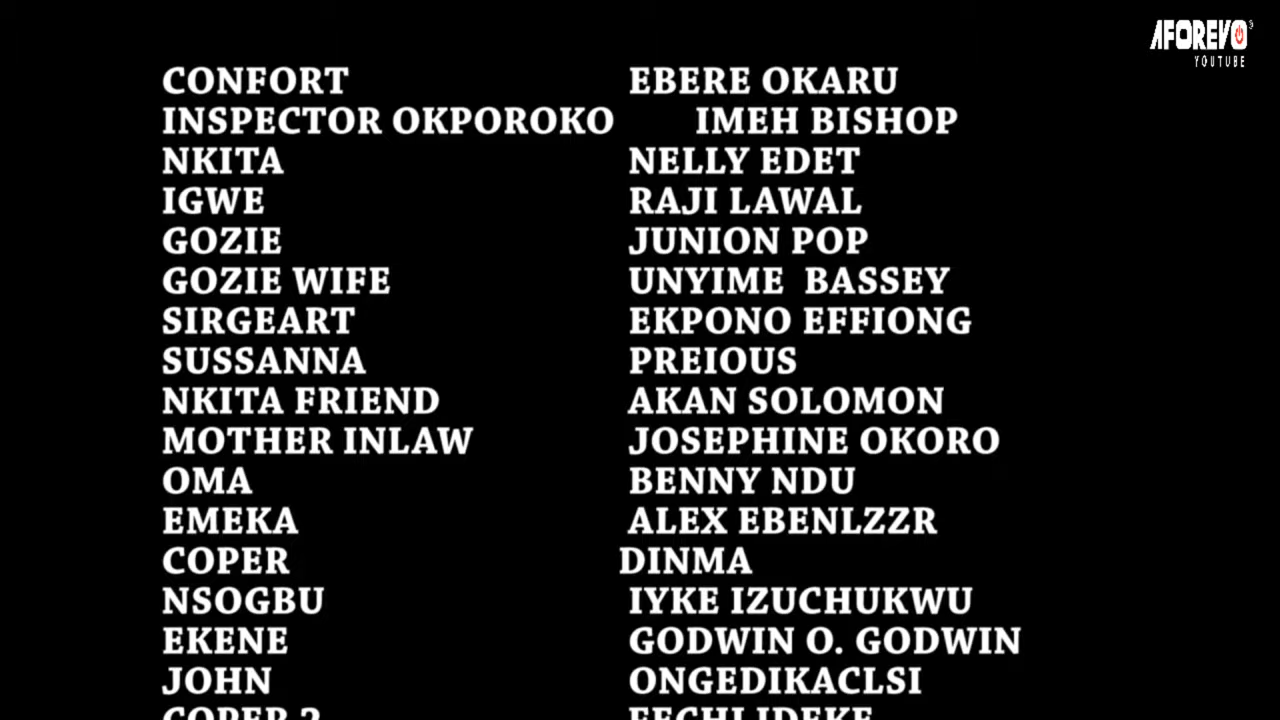 AFOREVO
YOUTUBE
CONFORT EBERE OKARU
INSPECTOR OKPOROKO IMEH BISHOP
NKITA NELLY EDET
IGWE RAJI LAWAL
GOZIE JUNION POP
GOZIE WIFE UNYIME BASSEY
SIRGEART EKPONO EFFIONG
SUSSANNA PREIOUS
NKITA FRIEND AKAN SOLOMON
MOTHER INLAW JOSEPHINE OKORO
OMA BENNY NDU
EMEKA ALEX EBENLZZR
COPER DINMA
NSOGBU IYKE IZUCHUKWU
EKENE GODWIN O. GODWIN
JOHN ONGEDIKACLSI
COPER 2